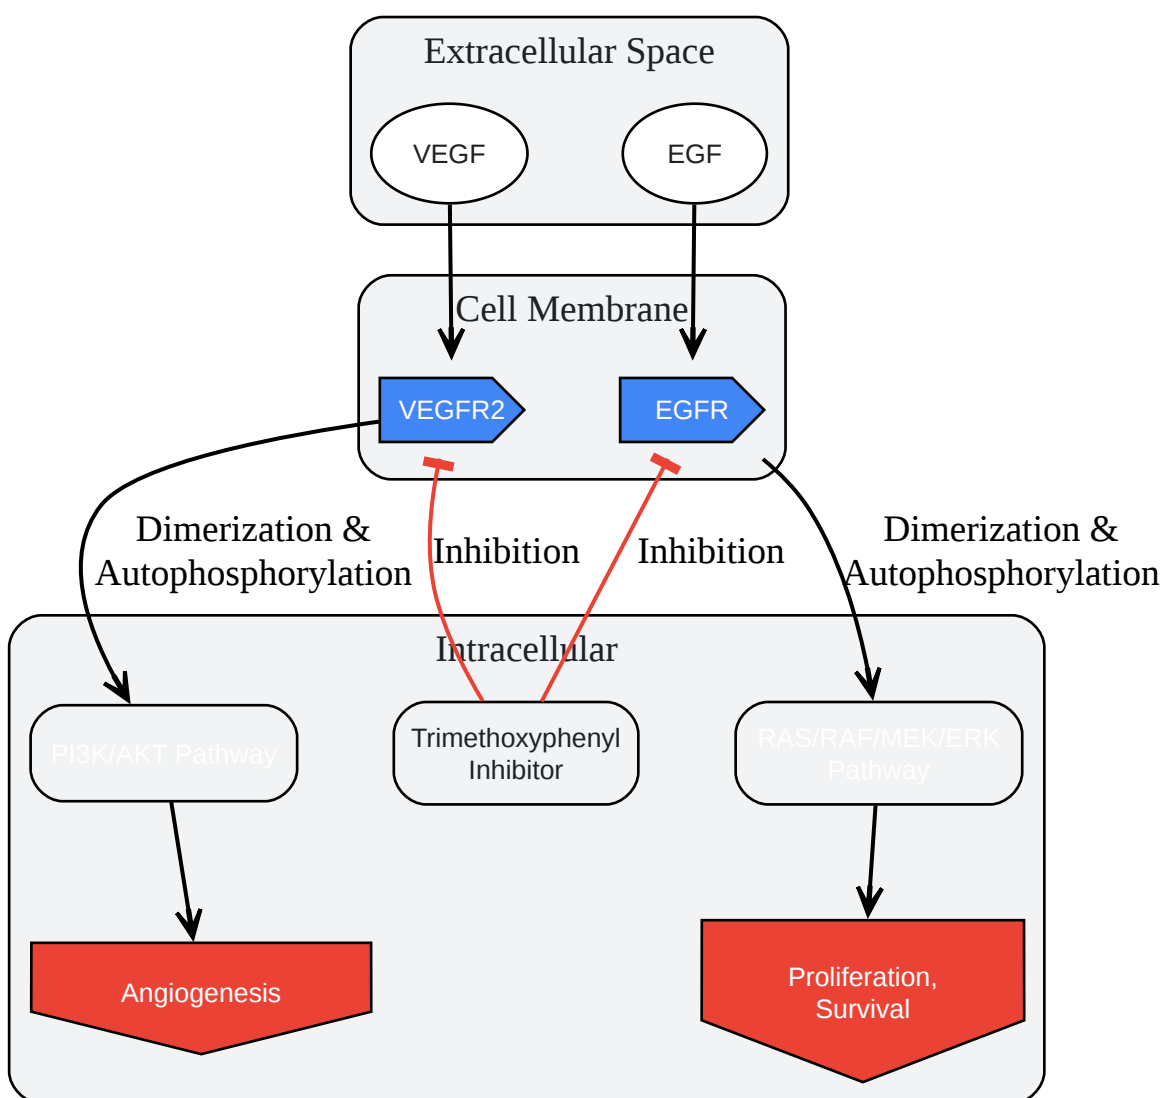 Extracellular Space
VEGF
EGF
Cell Membrane
VEGFR2
EGFR
Dimerization &
Autophosphorylation
Inhibition
Inhibition
Dimerization &
Autophosphorylation
Intracellular
PI3K/AKT Pathway
Trimethoxyphenyl
Inhibitor
RAS/RAF/MEK/ERK
Pathway
Angiogenesis
Proliferation,
Survival